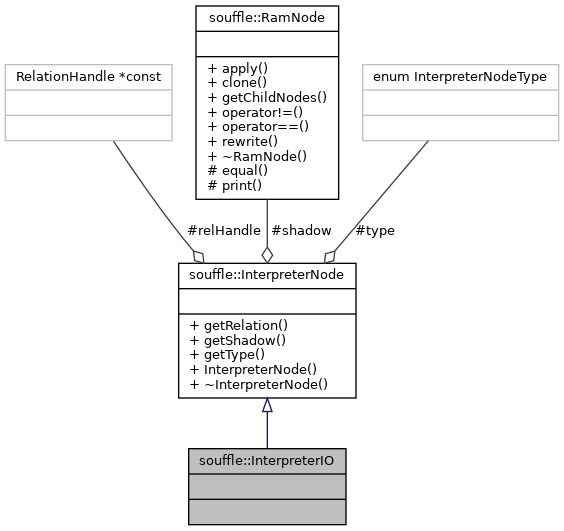 souffle::RamNode
+ apply()
+ clone()
+ getChildNodes()
+ operator!=()
+ operator==()
+ rewrite()
+ ~RamNode()
# equal()
# print()
RelationHandle *const
enum InterpreterNodeType
#relHandle
#shadow
#type
souffle::InterpreterNode
+ getRelation()
+ getShadow()
+ getType()
+ InterpreterNode()
+ ~InterpreterNode()
souffle::InterpreterIO